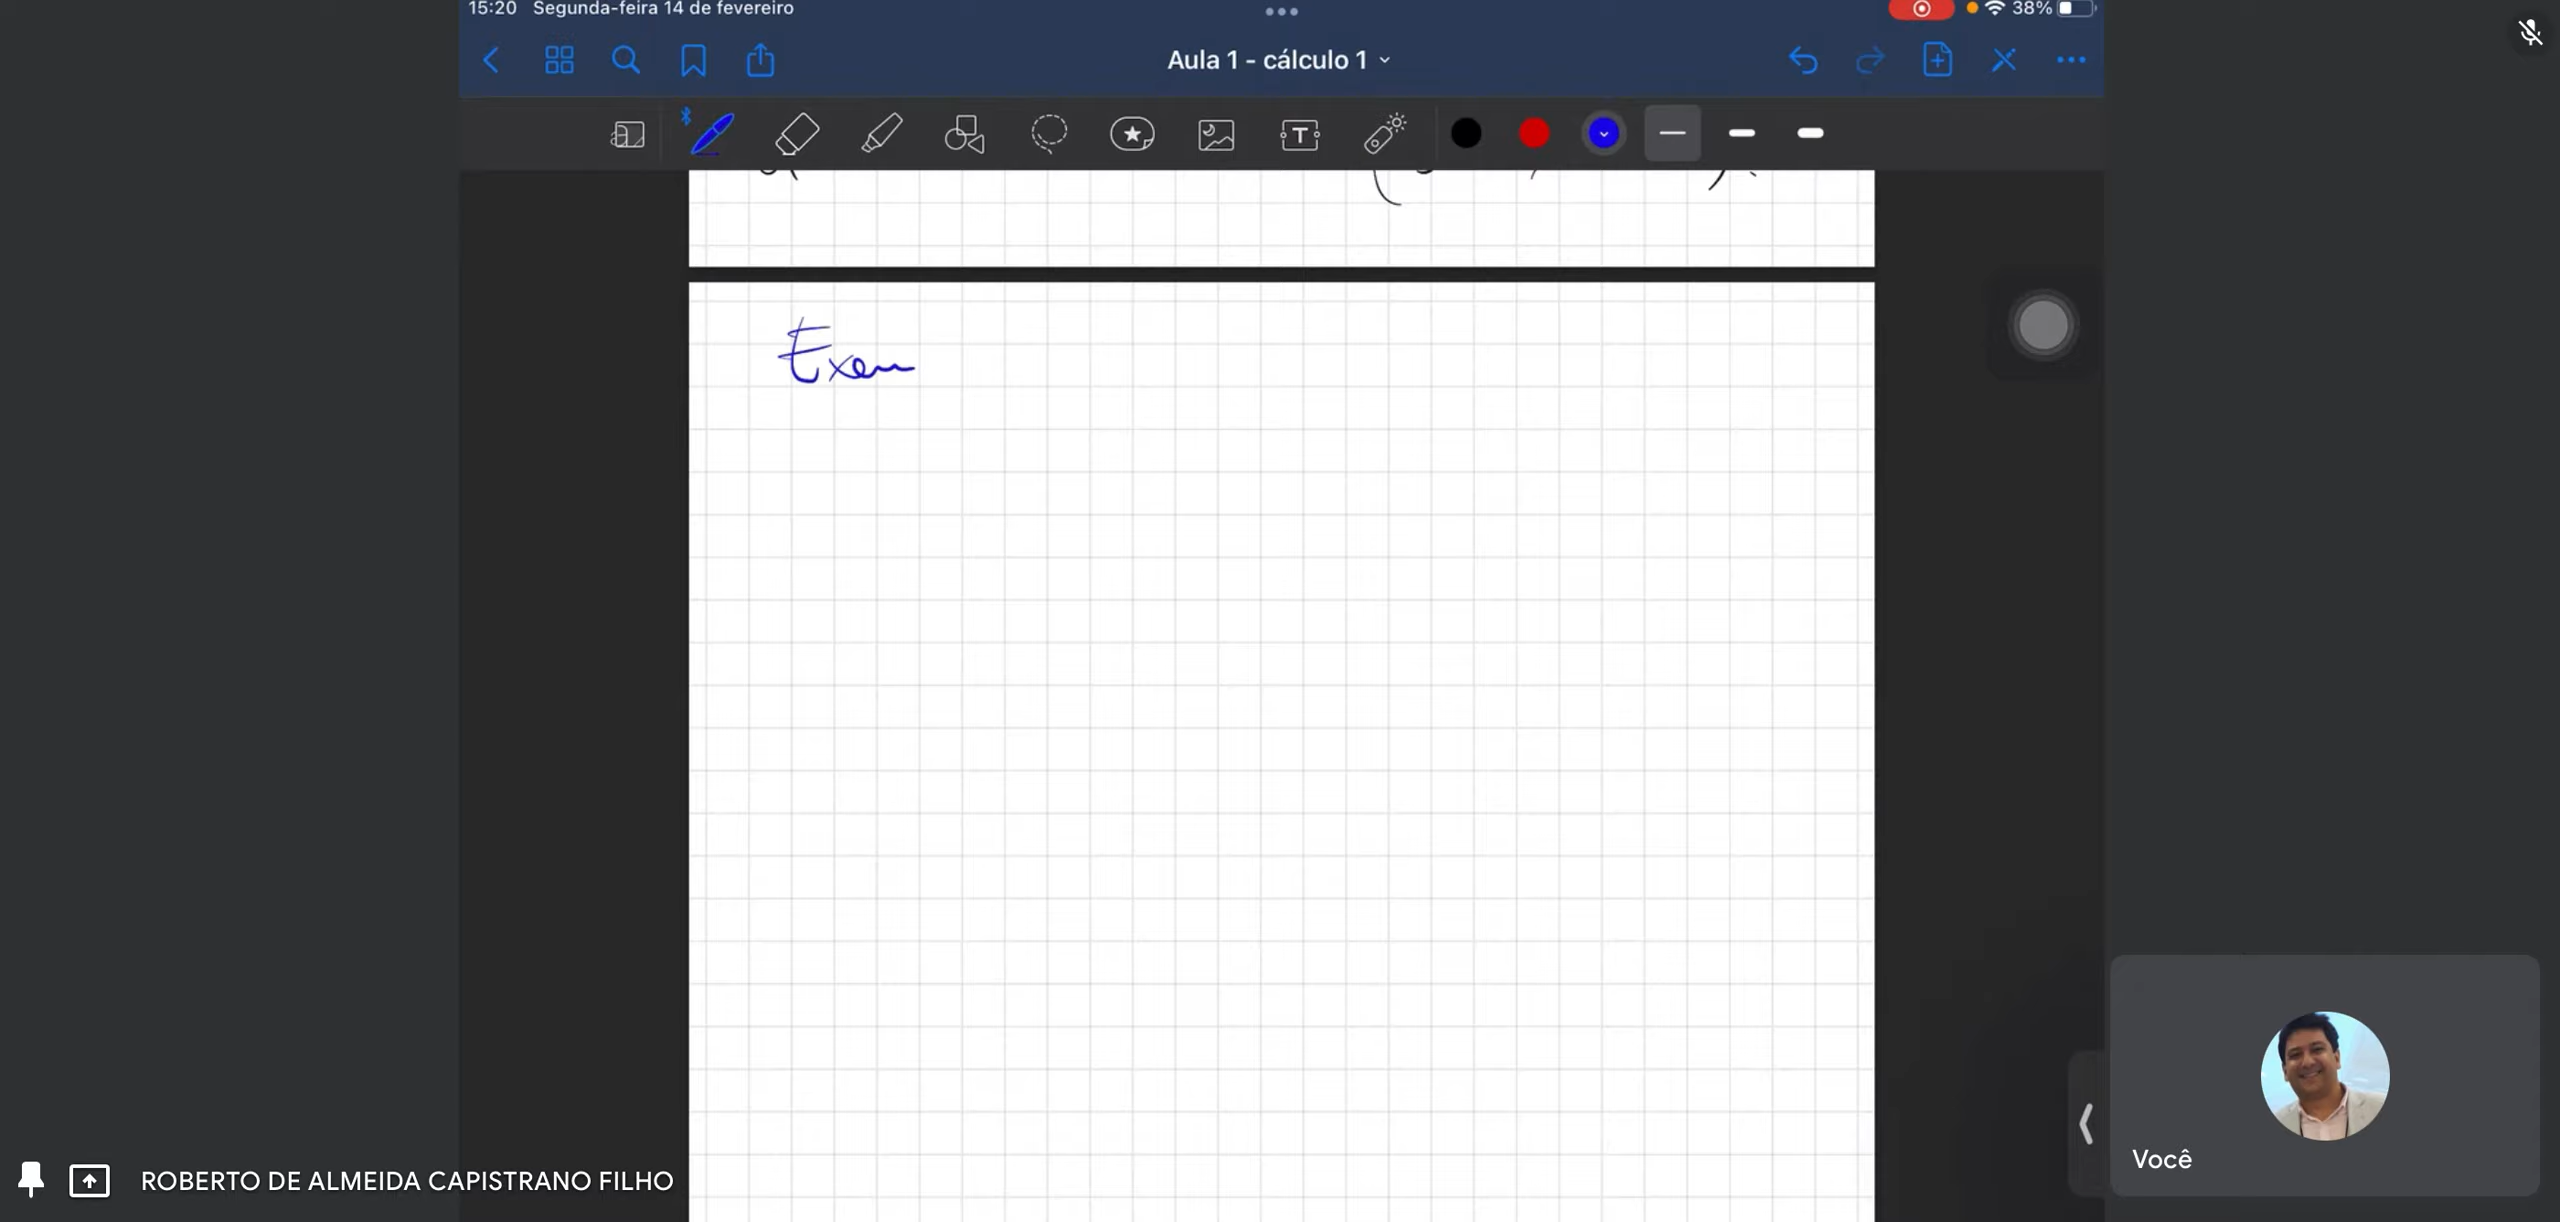 15:20 Segunda-feira 14 de fevereiro
38%
Aula 1 - cálculo 1
T
Exem
ROBERTO DE ALMEIDA CAPISTRANO FILHO
Você